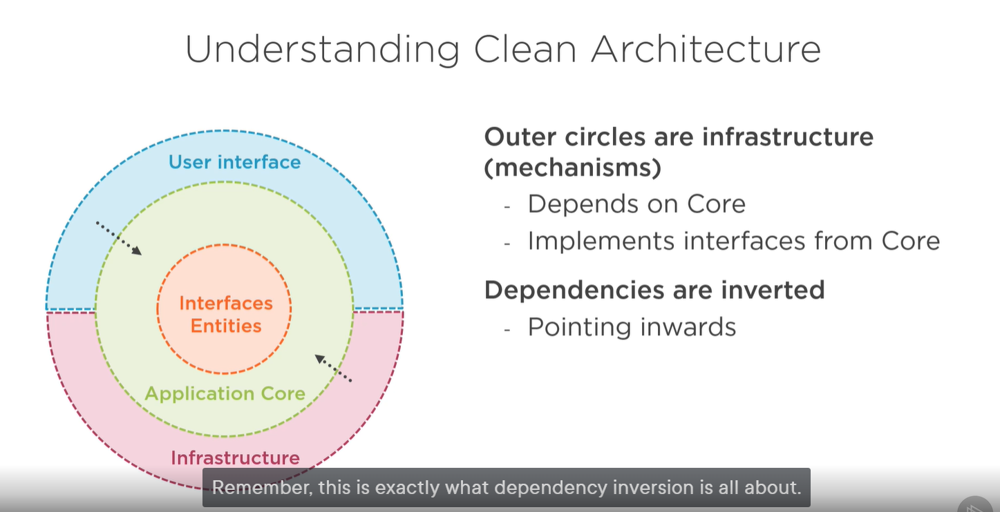 Understanding Clean Architecture
User interface
Interfaces
Entities
Application Core
Infrastructure
Outer circles are infrastructure
(mechanisms)
- Depends on Core
- Implements interfaces from Core
Dependencies are inverted
- Pointing inwards
Remember, this is exactly what dependency inversion is all about.